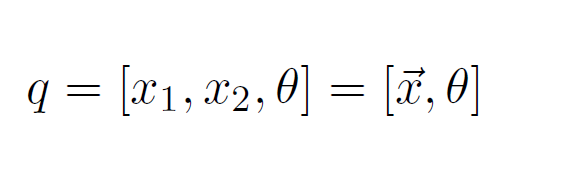 q = [x₁, x₂, θ] = [x⃗, θ]